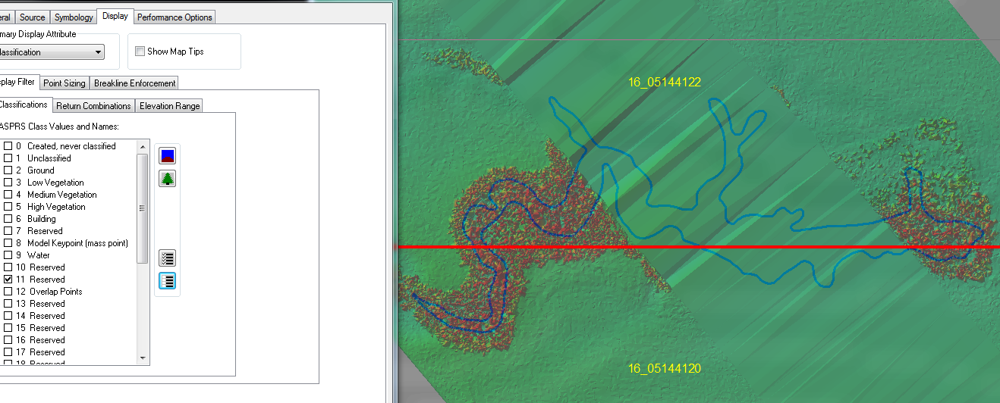 eral Source Symbology Display Performance Options
mary Display Attribute
lassification
Show Map Tips
splay Filter Point Sizing Breakline Enforcement
Classifications Return Combinations Elevation Range
ASPRS Class Values and Names:
0 Created, never classified
1 Unclassified
2 Ground
3 Low Vegetation
4 Medium Vegetation
5 High Vegetation
6 Building
7 Reserved
8 Model Keypoint (mass point)
9 Water
10 Reserved
11 Reserved
12 Overlap Points
13 Reserved
14 Reserved
15 Reserved
16 Reserved
17 Reserved
18 Reserved
16_05144122
16_05144120